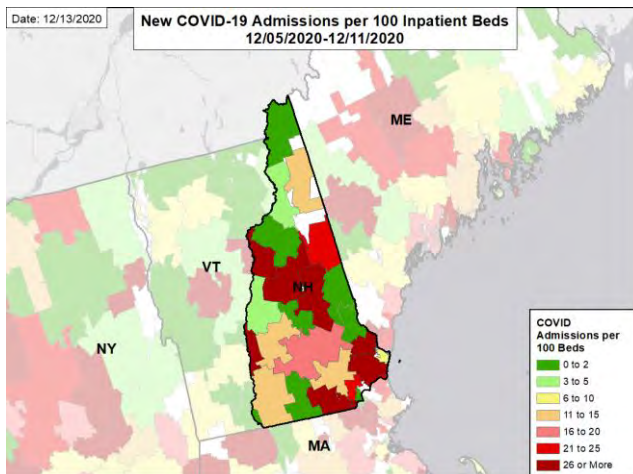 Date: 12/13/2020
New COVID-19 Admissions per 100 Inpatient Beds
12/05/2020-12/11/2020
ME
VT
NH
NY
MA
COVID
Admissions per
100 Beds
0 to 2
3 to 5
6 to 10
11 to 15
16 to 20
21 to 25
26 or More